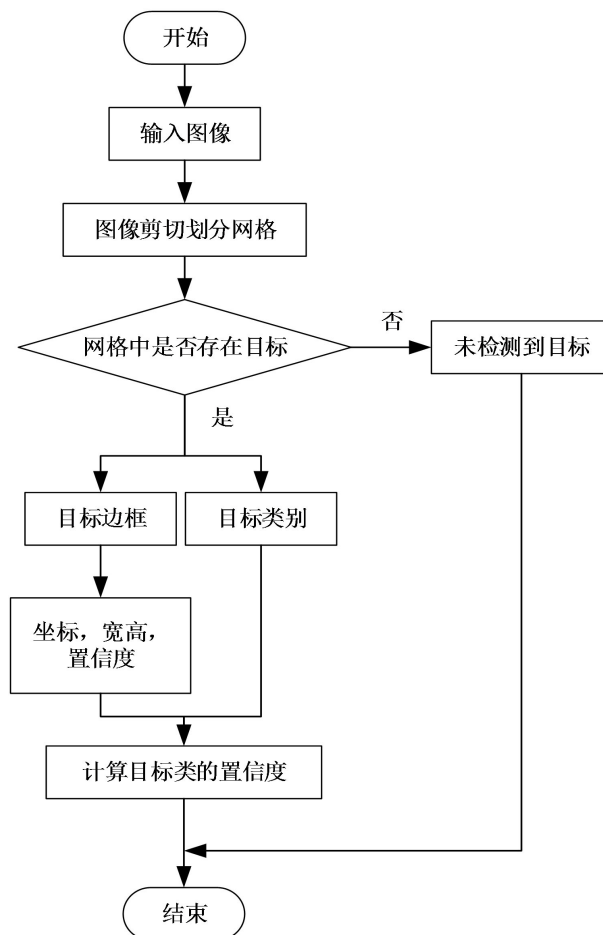 开始
输入图像
图像剪切划分网格
网格中是否存在目标
否
未检测到目标
是
目标边框
目标类别
坐标，宽高，
置信度
计算目标类的置信度
结束